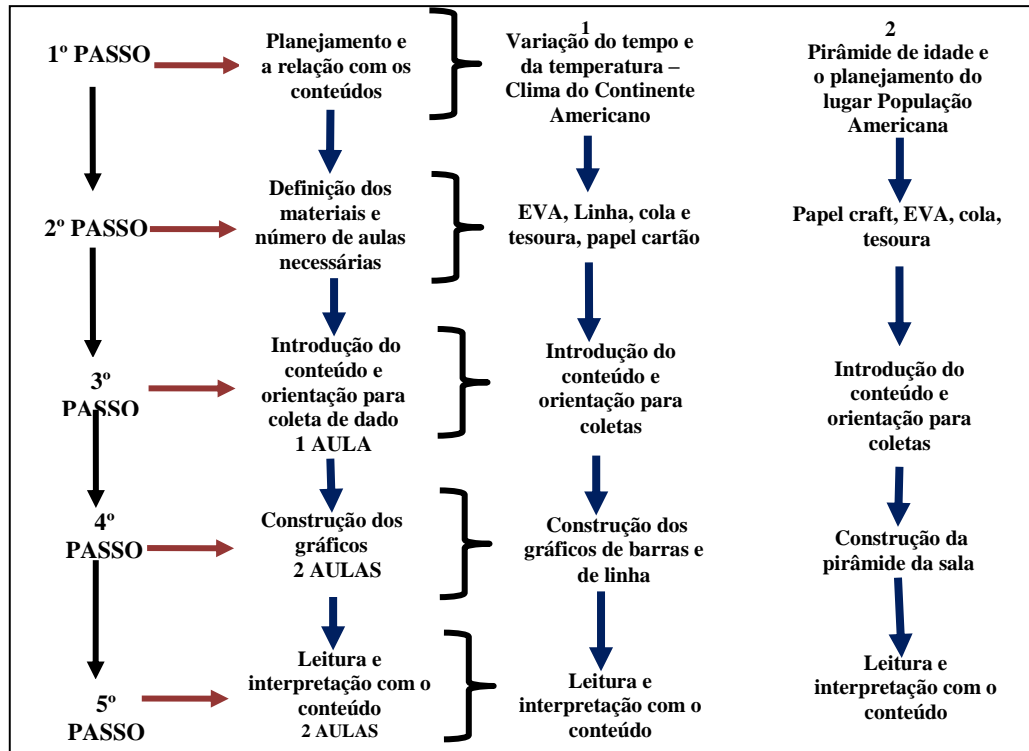 1º PASSO
Planejamento e
a relação com os
conteúdos
1
Variação do tempo e
da temperatura –
Clima do Continente
Americano
2
Pirâmide de idade e
o planejamento do
lugar População
Americana
2º PASSO
Definição dos
materiais e
número de aulas
necessárias
EVA, Linha, cola e
tesoura, papel cartão
Papel craft, EVA, cola,
tesoura
3º
PASSO
Introdução do
conteúdo e
orientação para
coleta de dado
1 AULA
Introdução do
conteúdo e
orientação para
coletas
Introdução do
conteúdo e
orientação para
coletas
4º
PASSO
Construção dos
gráficos
2 AULAS
Construção dos
gráficos de barras e
de linha
Construção da
pirâmide da sala
5º
PASSO
Leitura e
interpretação com o
conteúdo
2 AULAS
Leitura e
interpretação com o
conteúdo
Leitura e
interpretação com o
conteúdo